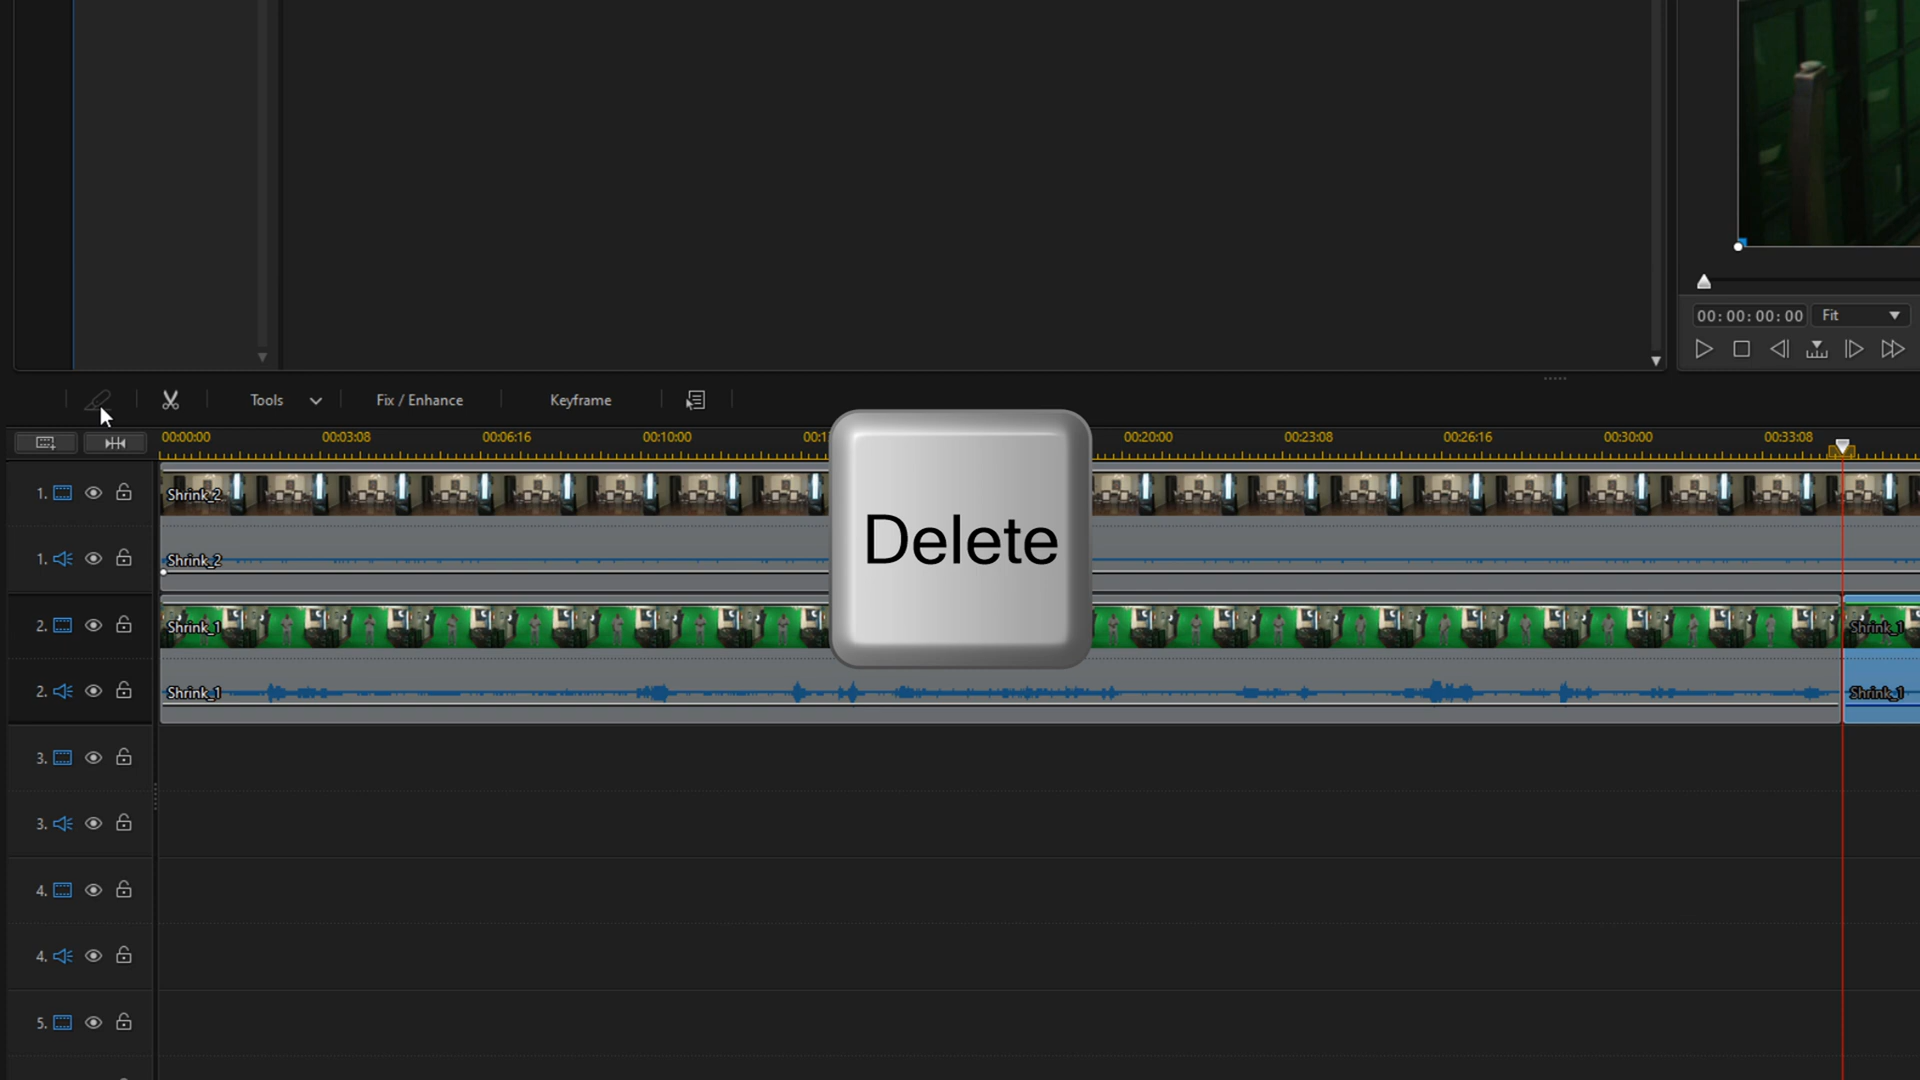 00:00:00:00 Fit
Tools Fix / Enhance Keyframe
00:00:00 00:03:08 00:06:16 00:10:00 00:20:00 00:23:08 00:26:16 00:30:00 00:33:08
1. Shrink_2
1. Shrink_2
Delete
2. Shrink_1 Shrink_1
2. Shrink_1 Shrink_1
3.
3.
4.
4.
5.